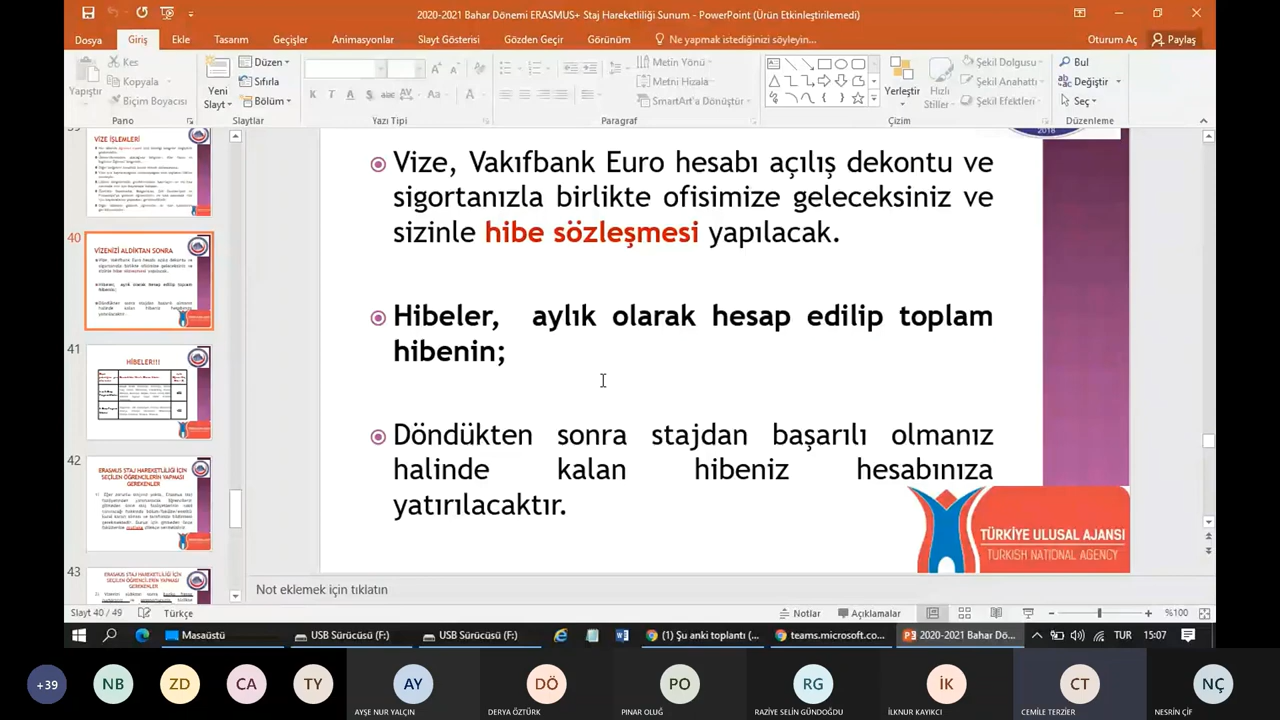 2020-2021 Bahar Dönemi ERASMUS+ Staj Hareketliliği Sunum - PowerPoint (Ürün Etkinleştirilemedi)
Dosya Giriş Ekle Tasarım Geçişler Animasyonlar Slayt Gösterisi Gözden Geçir Görünüm Ne yapmak istediğinizi söyleyin... Oturum Aç Paylaş
Yapıştır
Kes
Kopyala
Biçim Boyacısı
Yeni
Slayt
Düzen
Sıfırla
Bölüm
K T A S abc AV Aa A
Metin Yönü
Metni Hizala
SmartArt'a Dönüştür
Yerleştir
Hızlı
Stiller
Şekil Dolgusu
Şekil Anahattı
Şekil Efektleri
Bul
Değiştir
Seç
Pano Slaytlar Yazı Tipi Paragraf Çizim Düzenleme
VİZE İŞLEMLERİ
40
VİZENİZİ ALDIKTAN SONRA
41
HİBELER!!!
42
ERASMUS STAJ HAREKETLİLİĞİ İÇİN
SEÇİLEN ÖĞRENCİLERİN YAPMASI
GEREKENLER
43
ERASMUS STAJ HAREKETLİLİĞİ İÇİN
SEÇİLEN ÖĞRENCİLERİN YAPMASI
GEREKENLER
2016
Vize, Vakıfbank Euro hesabı açtış dekontu ve
sigortanızla birlikte ofisimize geleceksiniz ve
sizinle hibe sözleşmesi yapılacak.
Hibeler, aylık olarak hesap edilip toplam
hibenin;
Döndükten sonra stajdan başarılı olmanız
halinde kalan hibeniz hesabınıza
yatırılacaktır.
TÜRKİYE ULUSAL AJANSI
TURKISH NATIONAL AGENCY
Not eklemek için tıklatın
Slayt 40 / 49 Türkçe Notlar Açıklamalar %100
Masaüstü USB Sürücüsü (F:) USB Sürücüsü (F:) (1) Şu anki toplantı (... teams.microsoft.co... 2020-2021 Bahar Dö... TUR 15:07
+39 NB ZD CA TY AY DÖ PO RG İK CT NÇ
AYŞE NUR YALÇIN DERYA ÖZTÜRK PINAR OLUĞ RAZİYE SELİN GÜNDOĞDU İLKNUR KAYIKCI CEMİLE TERZİER NESRİN ÇİF